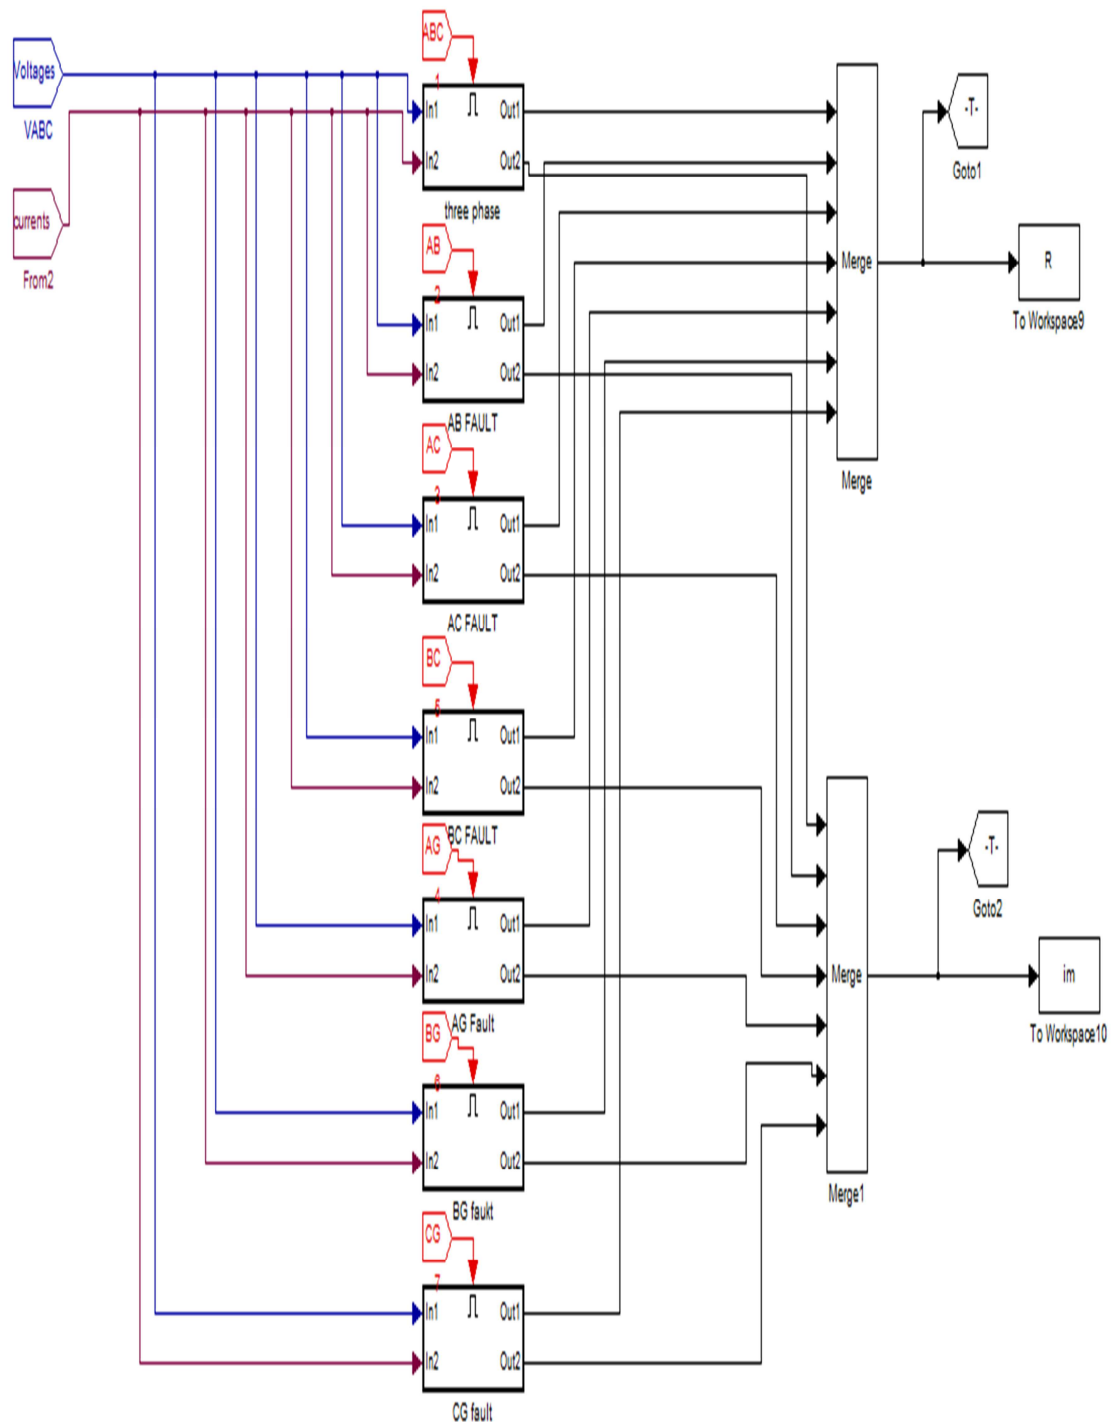 ABC
Voltages
VABC
currents
From2
1
In1
Out1
In2
Out2
three phase
AB
2
In1
Out1
In2
Out2
AB FAULT
AC
3
In1
Out1
In2
Out2
AC FAULT
BC
5
In1
Out1
In2
Out2
BC FAULT
AG
4
In1
Out1
In2
Out2
AG Fault
BG
6
In1
Out1
In2
Out2
BG faukt
CG
7
In1
Out1
In2
Out2
CG fault
Merge
Merge
-T-
Goto1
R
To Workspace9
Merge
Merge1
-T-
Goto2
im
To Workspace10